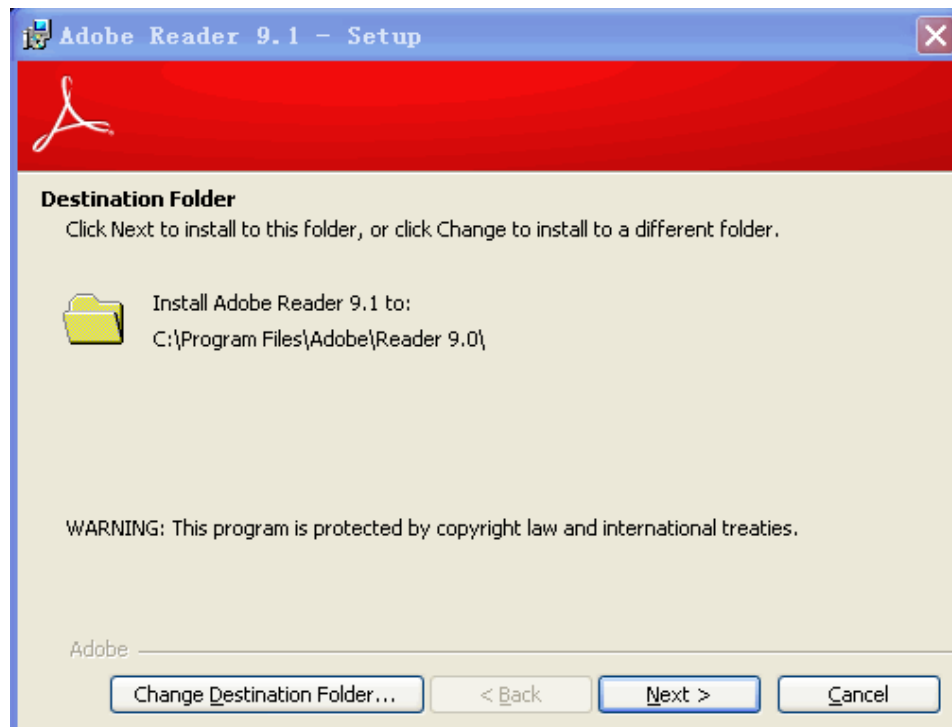 Adobe Reader 9.1 - Setup
Destination Folder
Click Next to install to this folder, or click Change to install to a different folder.
Install Adobe Reader 9.1 to:
C:\Program Files\Adobe\Reader 9.0\
WARNING: This program is protected by copyright law and international treaties.
Adobe
Change Destination Folder... < Back Next > Cancel